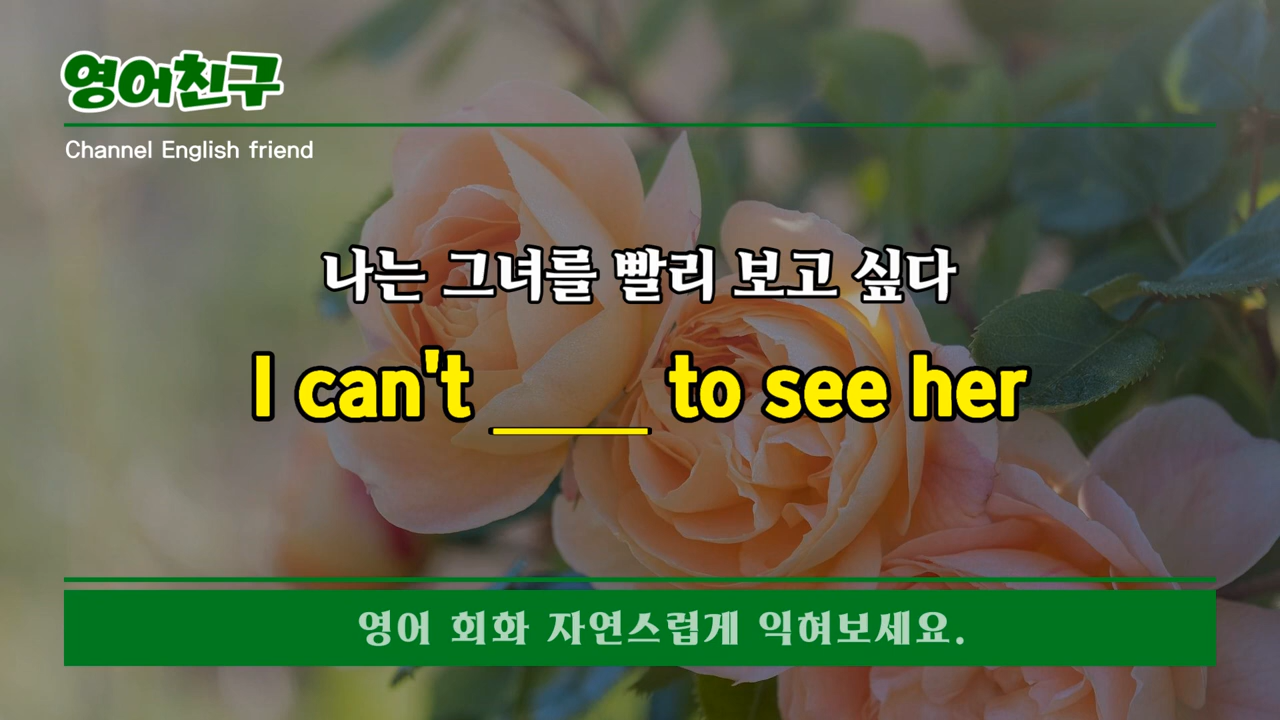 영어친구
Channel English friend
나는 그녀를 빨리 보고 싶다
I can't ____ to see her
영어 회화 자연스럽게 익혀보세요.